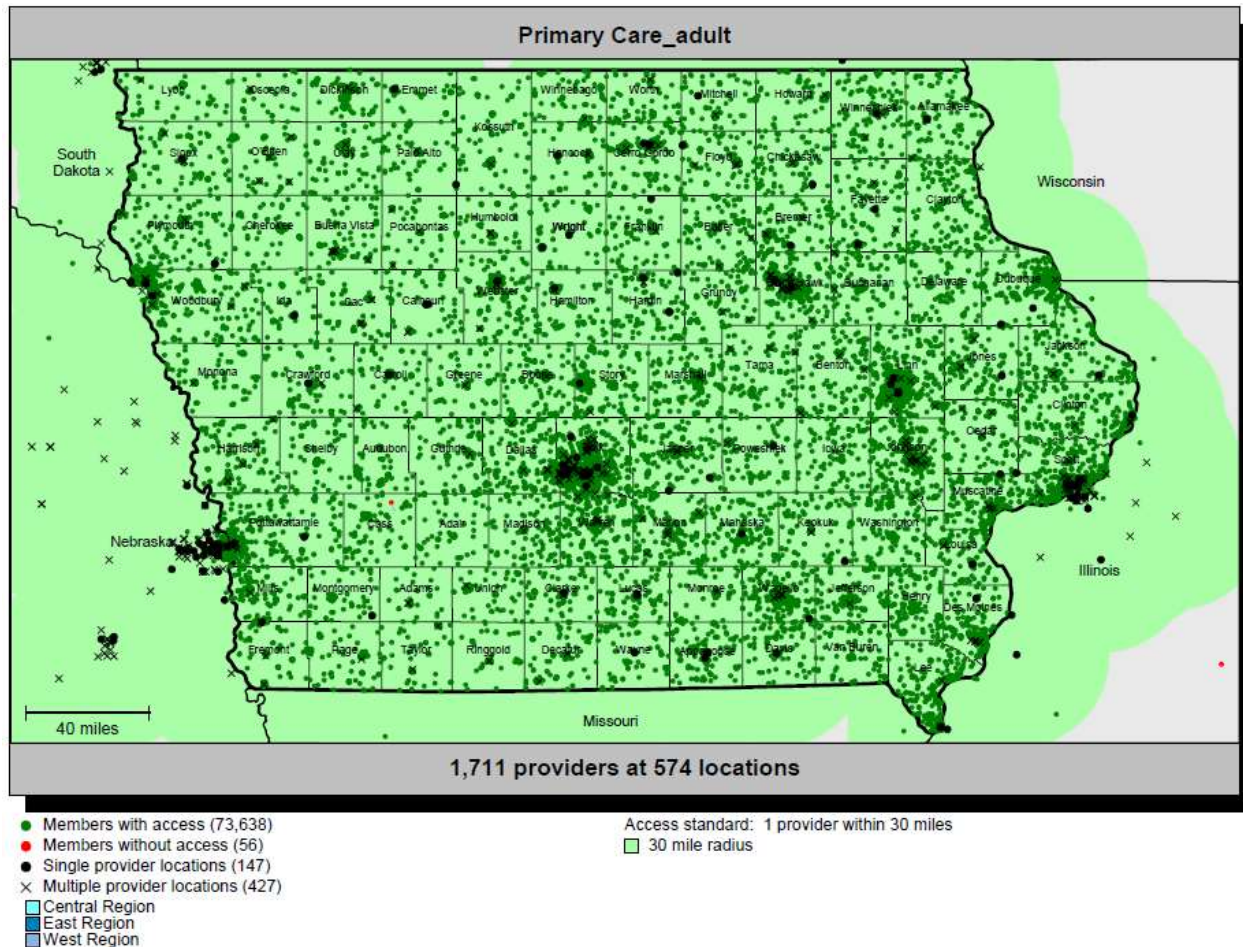 Primary Care_adult
Lyon Osceola Dickinson Emmet Winnebago Worth Mitchell Howard Winneshiek Allamakee
Kossuth
South
Dakota
Sioux O'Brien Clay Palo Alto Hancock Cerro Gordo Floyd Chickasaw
Wisconsin
Fayette Clayton
Plymouth Cherokee Buena Vista Pocahontas Humboldt Wright Franklin Butler Bremer
Woodbury Ida Sac Calhoun Webster Hamilton Hardin Grundy Buchanan Delaware Dubuque
Monona Crawford Carroll Greene Boone Story Marshall Tama Benton Linn Jones Jackson
Clinton
Harrison Shelby Audubon Guthrie Dallas Jasper Poweshiek Iowa Johnson Cedar
Scott
Muscatine
Pottawattamie Cass Adair Madison Warren Marion Mahaska Keokuk Washington
Nebraska
Louisa
Illinois
Mills Montgomery Adams Union Clarke Lucas Monroe Wapello Jefferson Henry Des Moines
Fremont Page Taylor Ringgold Decatur Wayne Appanoose Davis Van Buren Lee
Missouri
40 miles
1,711 providers at 574 locations
Members with access (73,638)
Members without access (56)
Single provider locations (147)
Multiple provider locations (427)
Central Region
East Region
West Region
Access standard: 1 provider within 30 miles
30 mile radius